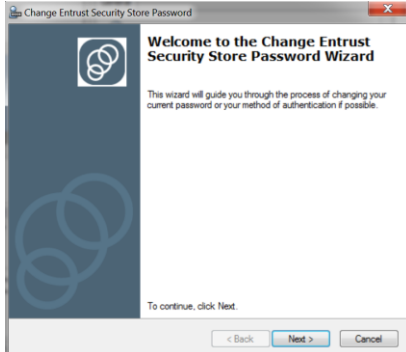 Change Entrust Security Store Password
Welcome to the Change Entrust
Security Store Password Wizard
This wizard will guide you through the process of changing your
current password or your method of authentication if possible.
To continue, click Next.
< Back
Next >
Cancel